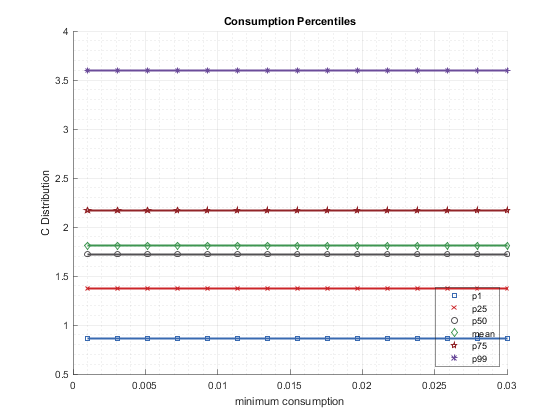 Consumption Percentiles
4
3.5
3
2.5
2
1.5
1
0.5
C Distribution
0
0.005
0.01
0.015
0.02
0.025
0.03
minimum consumption
p1
p25
p50
mean
p75
p99